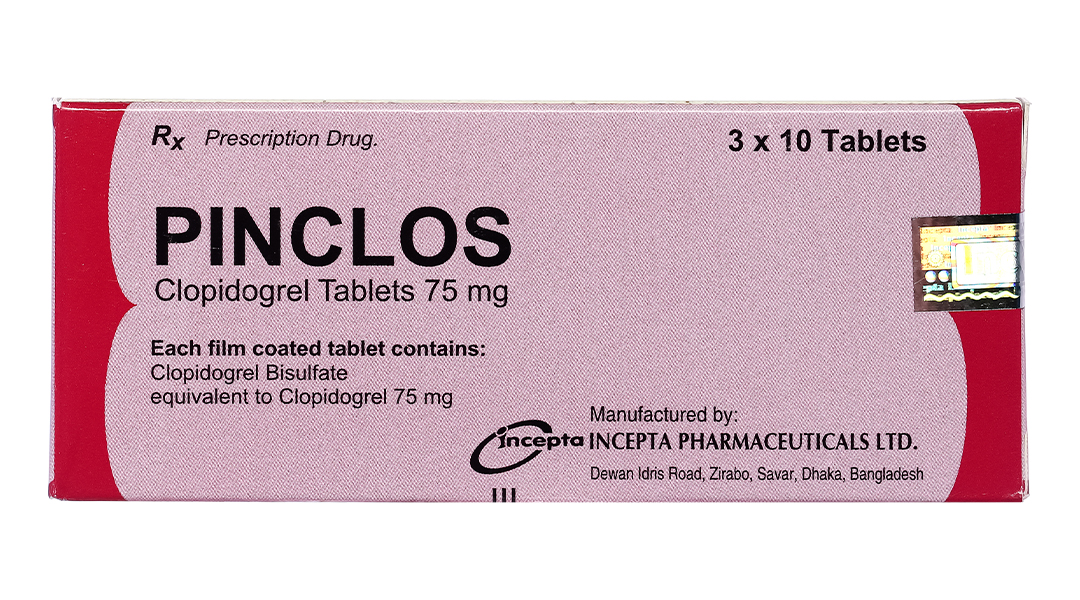 Rx Prescription Drug.
3 x 10 Tablets
PINCLOS
Clopidogrel Tablets 75 mg
Each film coated tablet contains:
Clopidogrel Bisulfate
equivalent to Clopidogrel 75 mg
Manufactured by:
incepta INCEPTA PHARMACEUTICALS LTD.
Dewan Idris Road, Zirabo, Savar, Dhaka, Bangladesh